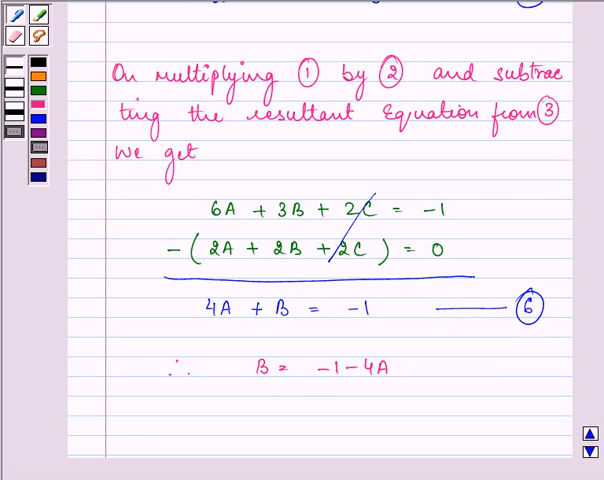 On multiplying ① by ② and subtrac
ting the resultant Equation from ③
We get
6A + 3B + 2C = -1
- ( 2A + 2B + 2C ) = 0
4A + B = -1 ——— ⑥
∴ B = -1 - 4A